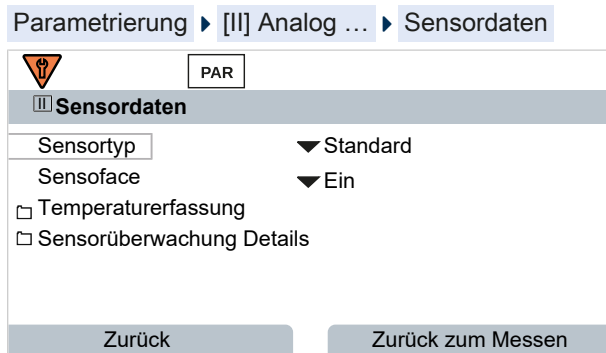 Parametrierung [II] Analog … Sensordaten
PAR
II Sensordaten
Sensortyp Standard
Sensoface Ein
Temperaturerfassung
Sensorüberwachung Details
Zurück Zurück zum Messen